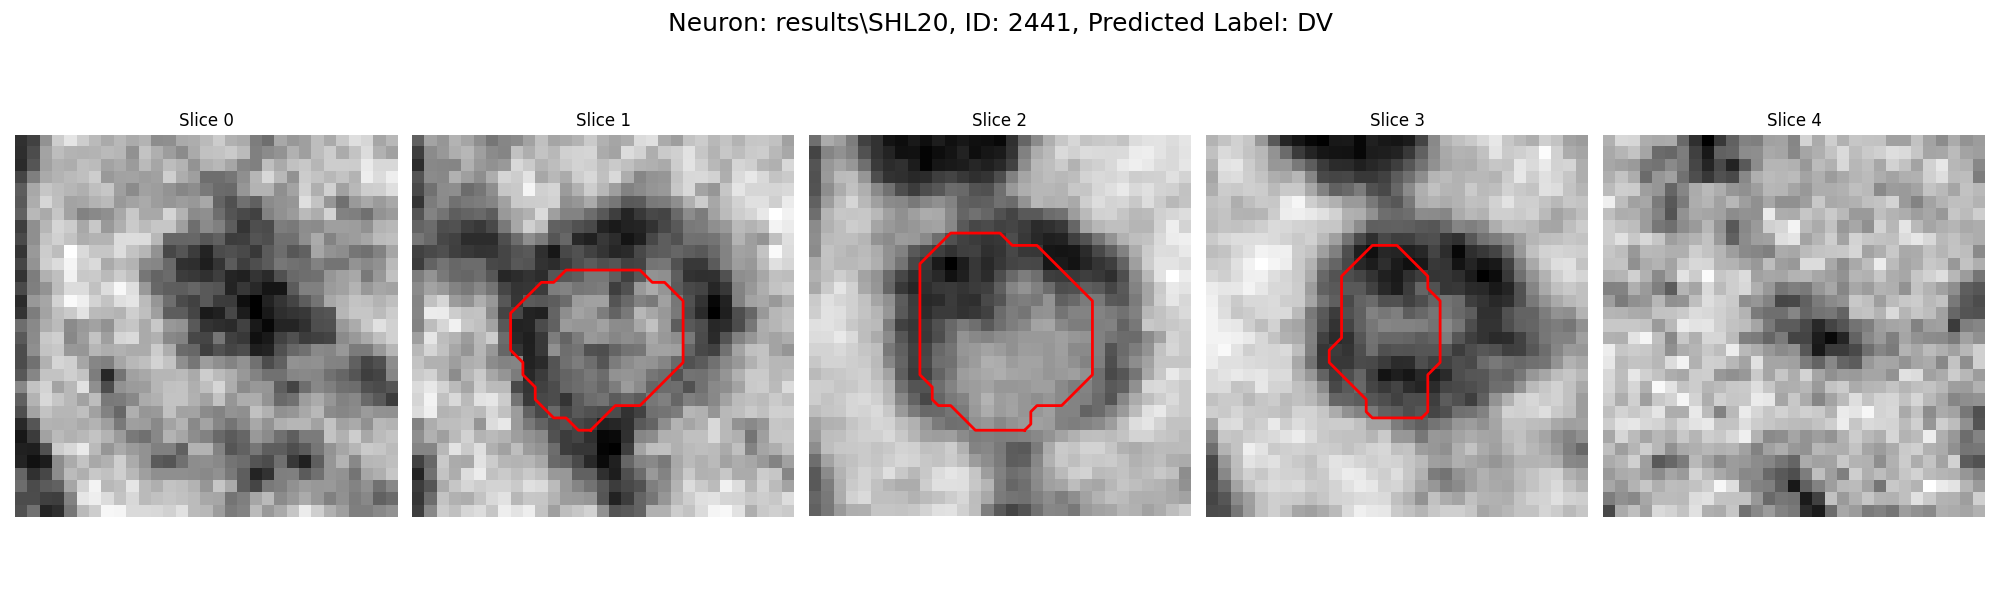 Neuron: results\SHL20, ID: 2441, Predicted Label: DV
Slice 0
Slice 1
Slice 2
Slice 3
Slice 4